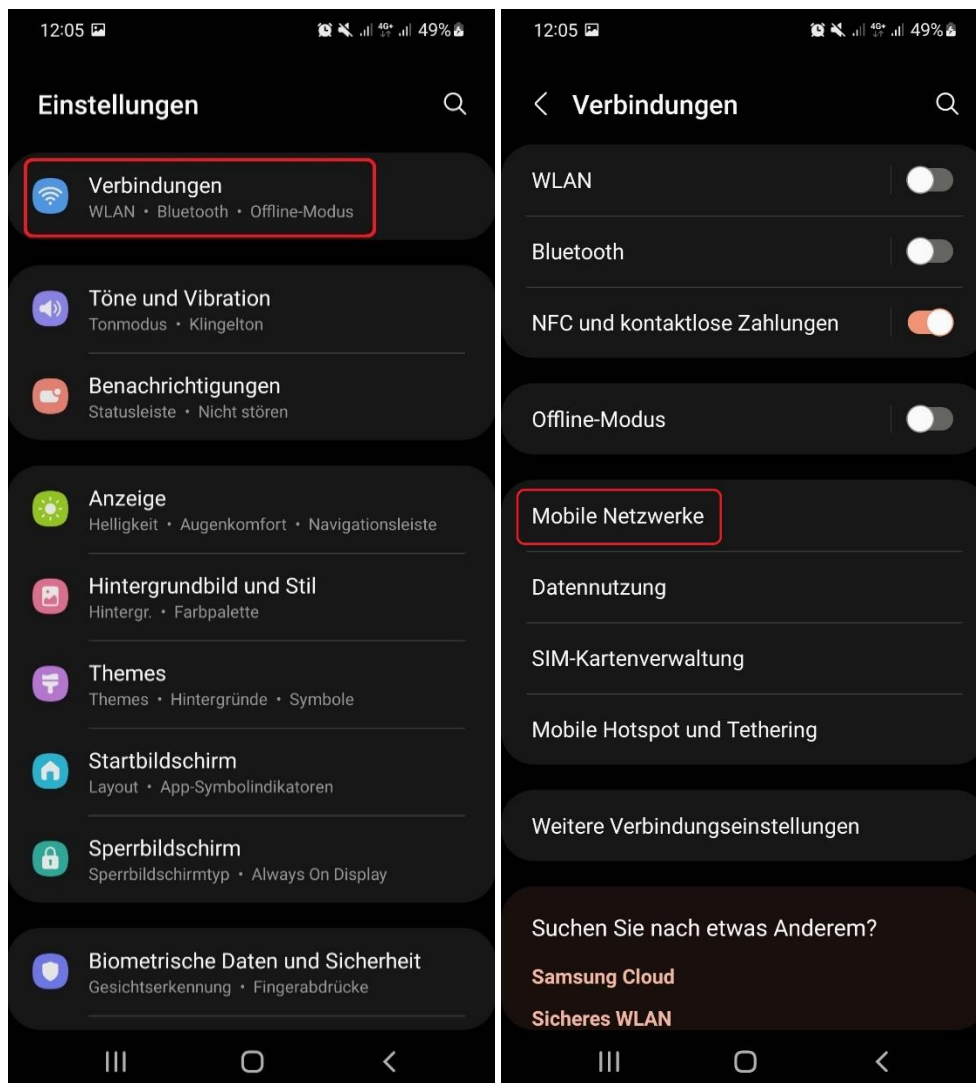 12:05 4G+ 49%
Einstellungen
Verbindungen
WLAN • Bluetooth • Offline-Modus
Töne und Vibration
Tonmodus • Klingelton
Benachrichtigungen
Statusleiste • Nicht stören
Anzeige
Helligkeit • Augenkomfort • Navigationsleiste
Hintergrundbild und Stil
Hintergr. • Farbpalette
Themes
Themes • Hintergründe • Symbole
Startbildschirm
Layout • App-Symbolindikatoren
Sperrbildschirm
Sperrbildschirmtyp • Always On Display
Biometrische Daten und Sicherheit
Gesichtserkennung • Fingerabdrücke
12:05 4G+ 49%
Verbindungen
WLAN
Bluetooth
NFC und kontaktlose Zahlungen
Offline-Modus
Mobile Netzwerke
Datennutzung
SIM-Kartenverwaltung
Mobile Hotspot und Tethering
Weitere Verbindungseinstellungen
Suchen Sie nach etwas Anderem?
Samsung Cloud
Sicheres WLAN